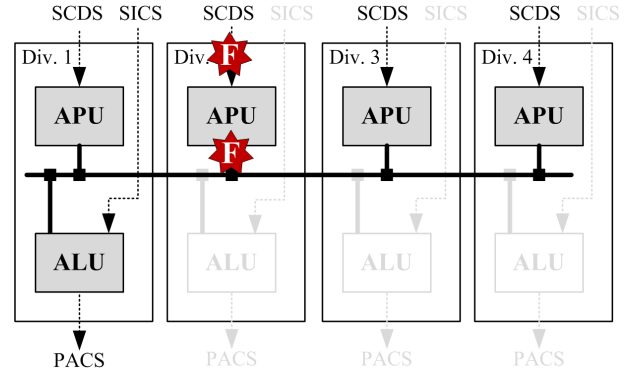 SCDS SICS SCDS SICS SCDS SICS SCDS SICS
Div. 1 Div. F Div. 3 Div. 4
APU APU APU APU
F
ALU ALU ALU ALU
PACS PACS PACS PACS